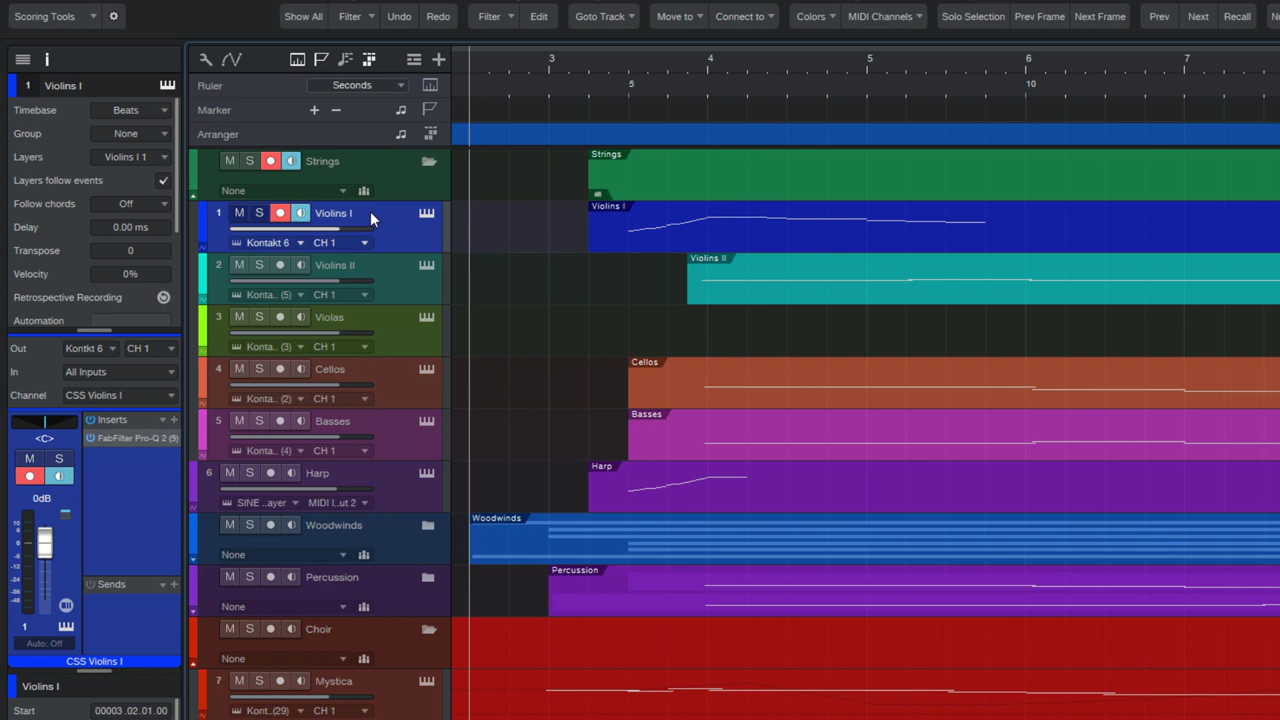 Scoring Tools Show All Filter Undo Redo Filter Edit Goto Track Move to Connect to Colors MIDI Channels Solo Selection Prev Frame Next Frame Prev Next Recall
1 Violins I
Timebase Beats
Group None
Layers Violins I 1
Layers follow events
Follow chords Off
Delay 0.00 ms
Transpose 0
Velocity 0%
Retrospective Recording
Automation
Out Kontkt 6 CH 1
In All Inputs
Channel CSS Violins I
Inserts
<C> FabFilter Pro-Q 2 (5)
M S
0dB
10
6
0
-6
-12
-24
-36
-48
Sends
1
Auto: Off
CSS Violins I
Violins I
Start 00003 .02.01.00
Ruler Seconds
Marker
Arranger
3 4 5 6 7
5 10
M S Strings
None
Strings
1 M S Violins I
Kontakt 6 CH 1
Violins I
2 M S Violins II
Konta.. (5) CH 1
Violins II
3 M S Violas
Konta.. (3) CH 1
4 M S Cellos
Konta.. (2) CH 1
Cellos
5 M S Basses
Konta.. (4) CH 1
Basses
6 M S Harp
SINE ..ayer MIDI I..ut 2
Harp
M S Woodwinds
None
Woodwinds
M S Percussion
None
Percussion
M S Choir
None
7 M S Mystica
Kont..(29) CH 1